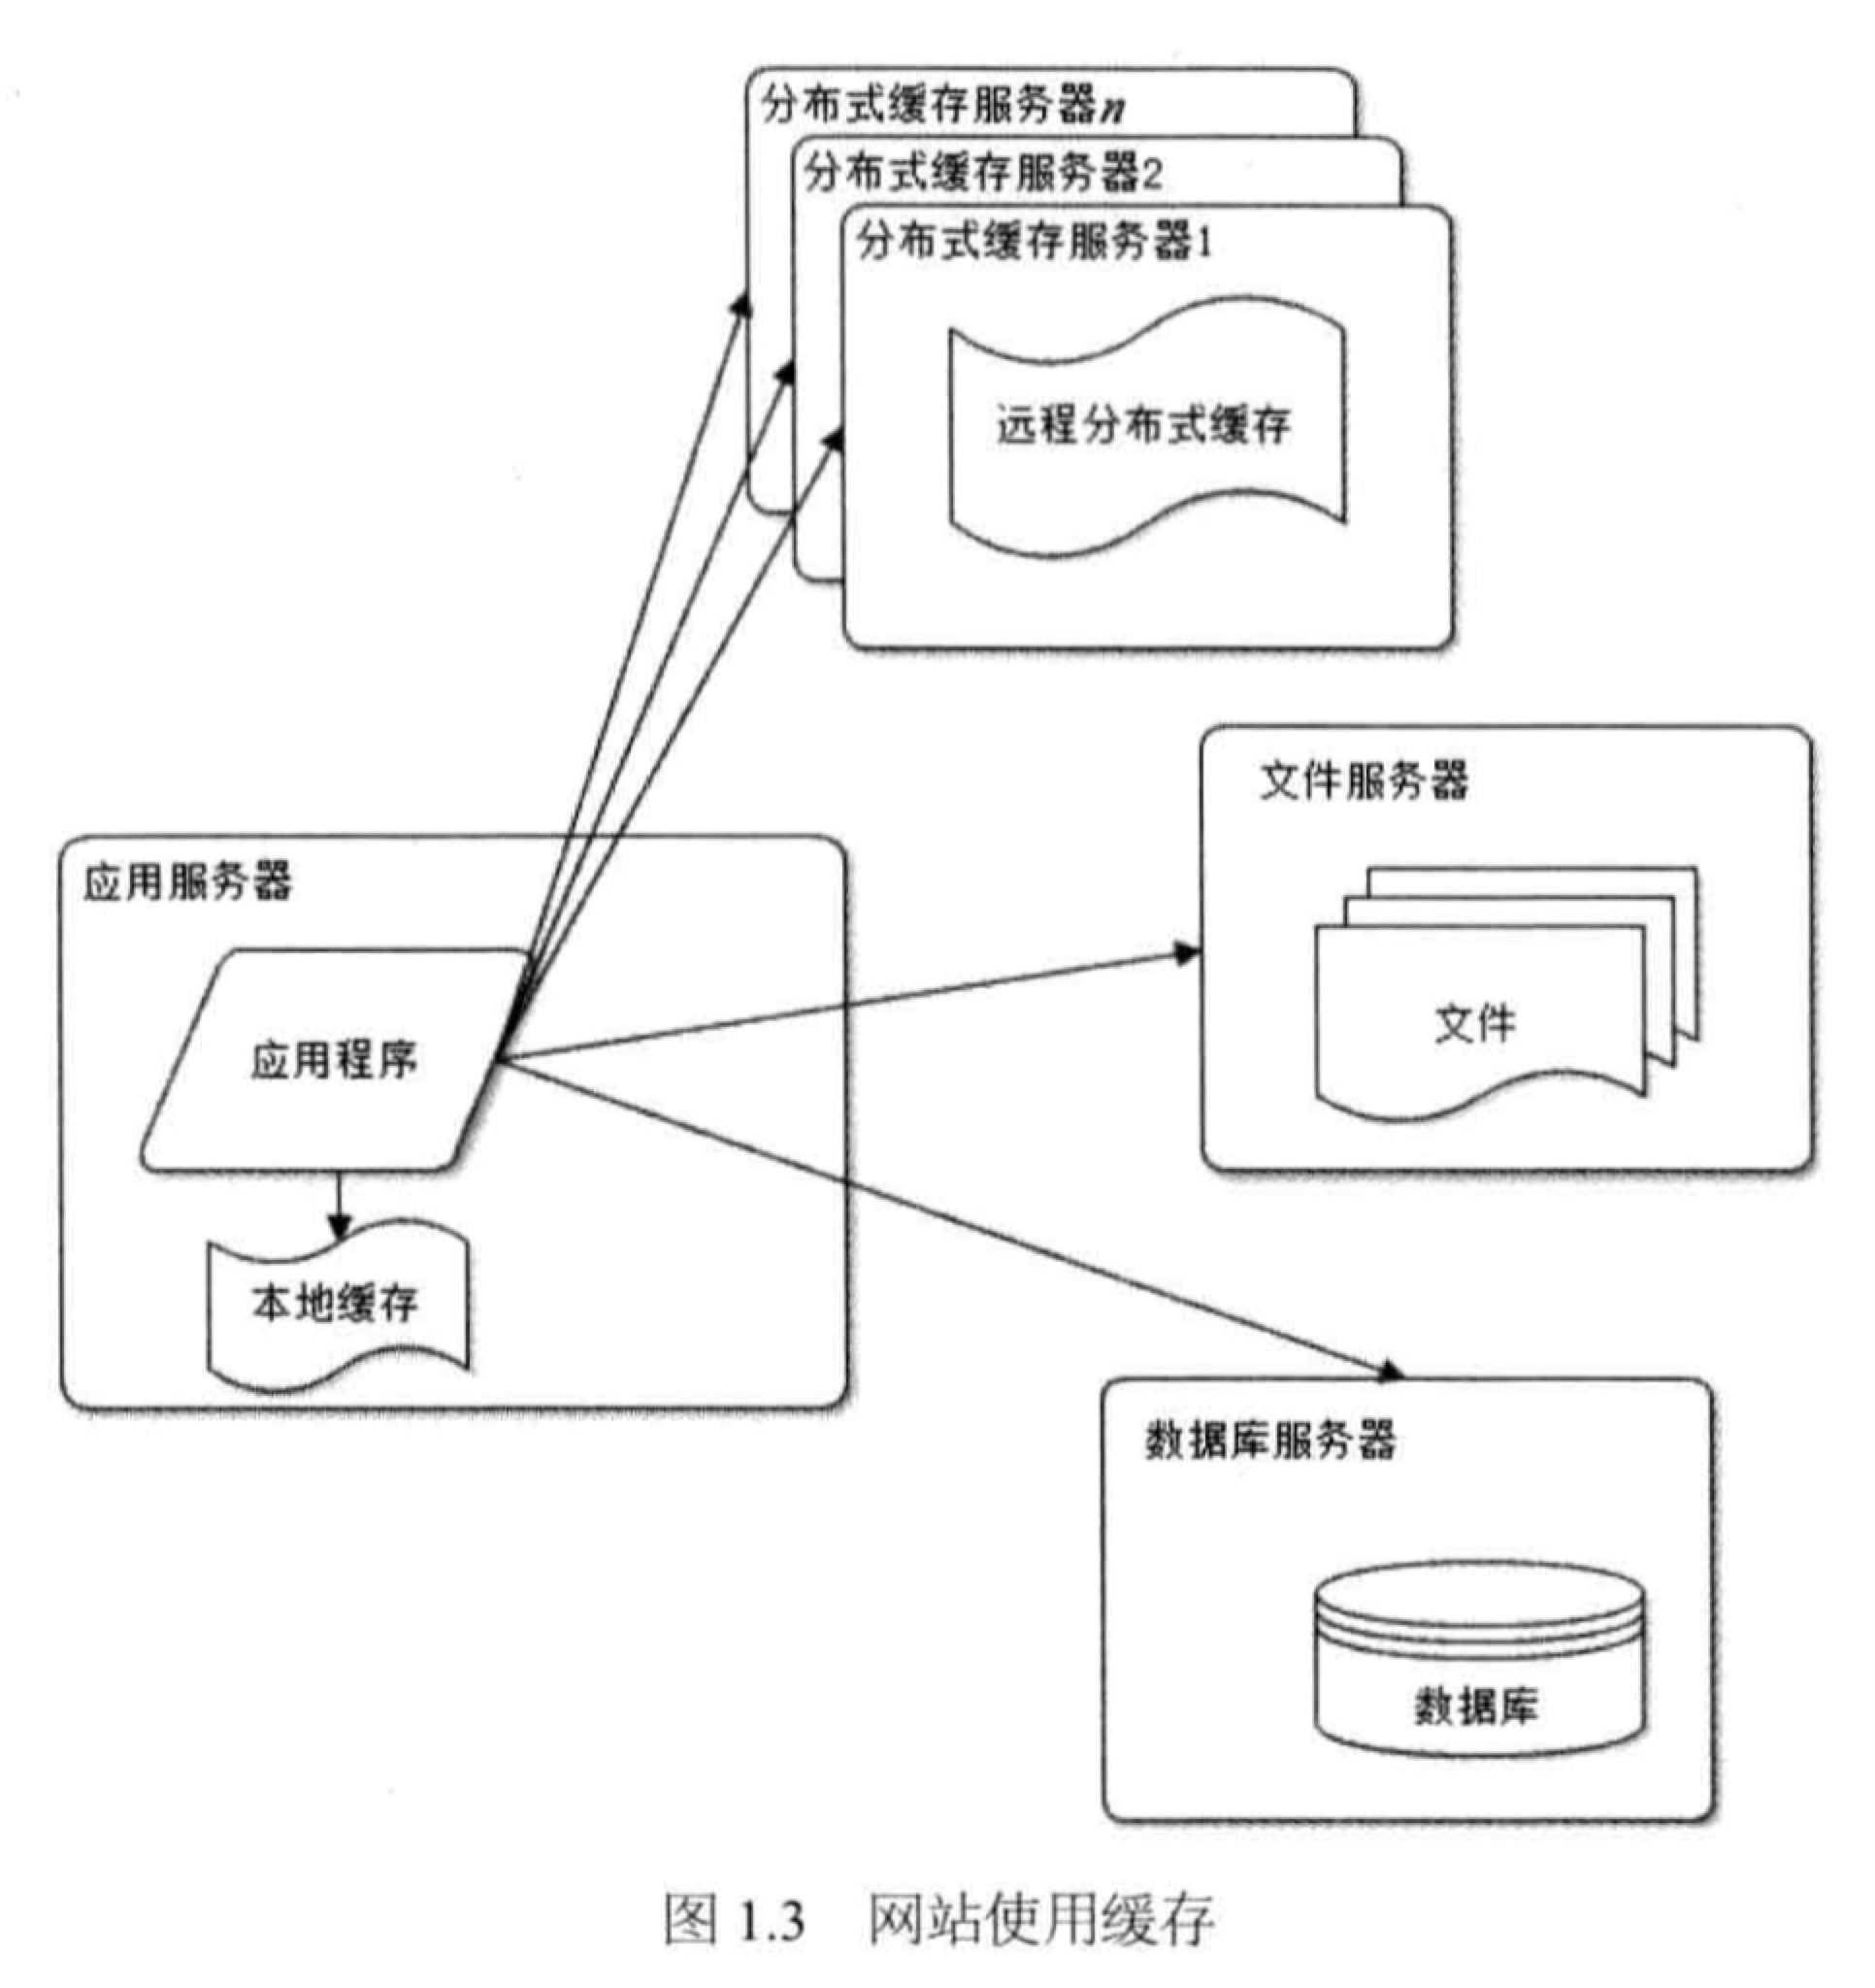 分布式缓存服务器n
分布式缓存服务器2
分布式缓存服务器1
远程分布式缓存
文件服务器
文件
应用服务器
应用程序
本地缓存
数据库服务器
数据库
图 1.3 网站使用缓存